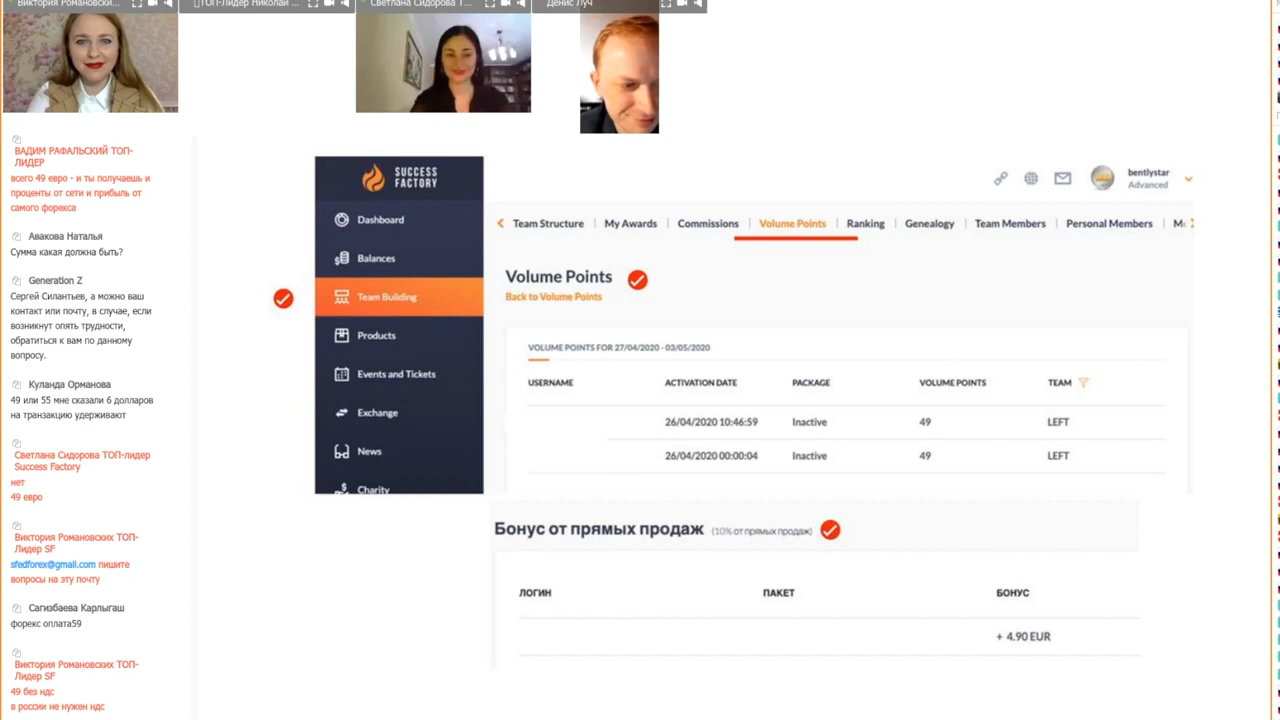 Виктория Романовски...
ТОП-Лидер Николай ...
Светлана Сидорова Т...
Денис Луч
ВАДИМ РАФАЛЬСКИЙ ТОП-
ЛИДЕР
всего 49 евро - и ты получаешь и
проценты от сети и прибыль от
самого форекса
Авакова Наталья
Сумма какая должна быть?
Generation Z
Сергей Силантьев, а можно ваш
контакт или почту, в случае, если
возникнут опять трудности,
обратиться к вам по данному
вопросу.
Куланда Орманова
49 или 55 мне сказали 6 долларов
на транзакцию удерживают
Светлана Сидорова ТОП-лидер
Success Factory
нет
49 евро
Виктория Романовских ТОП-
Лидер SF
sfedforex@gmail.com пишите
вопросы на эту почту
Сагизбаева Карлыгаш
форекс оплата59
Виктория Романовских ТОП-
Лидер SF
49 без ндс
в россии не нужен ндс
SUCCESS
FACTORY
Dashboard
Balances
Team Building
Products
Events and Tickets
Exchange
News
Charity
bentlystar
Advanced
Team Structure My Awards Commissions Volume Points Ranking Genealogy Team Members Personal Members
Volume Points
Back to Volume Points
VOLUME POINTS FOR 27/04/2020 - 03/05/2020
USERNAME ACTIVATION DATE PACKAGE VOLUME POINTS TEAM
26/04/2020 10:46:59 Inactive 49 LEFT
26/04/2020 00:00:04 Inactive 49 LEFT
Бонус от прямых продаж (10% от прямых продаж)
ЛОГИН ПАКЕТ БОНУС
+ 4.90 EUR